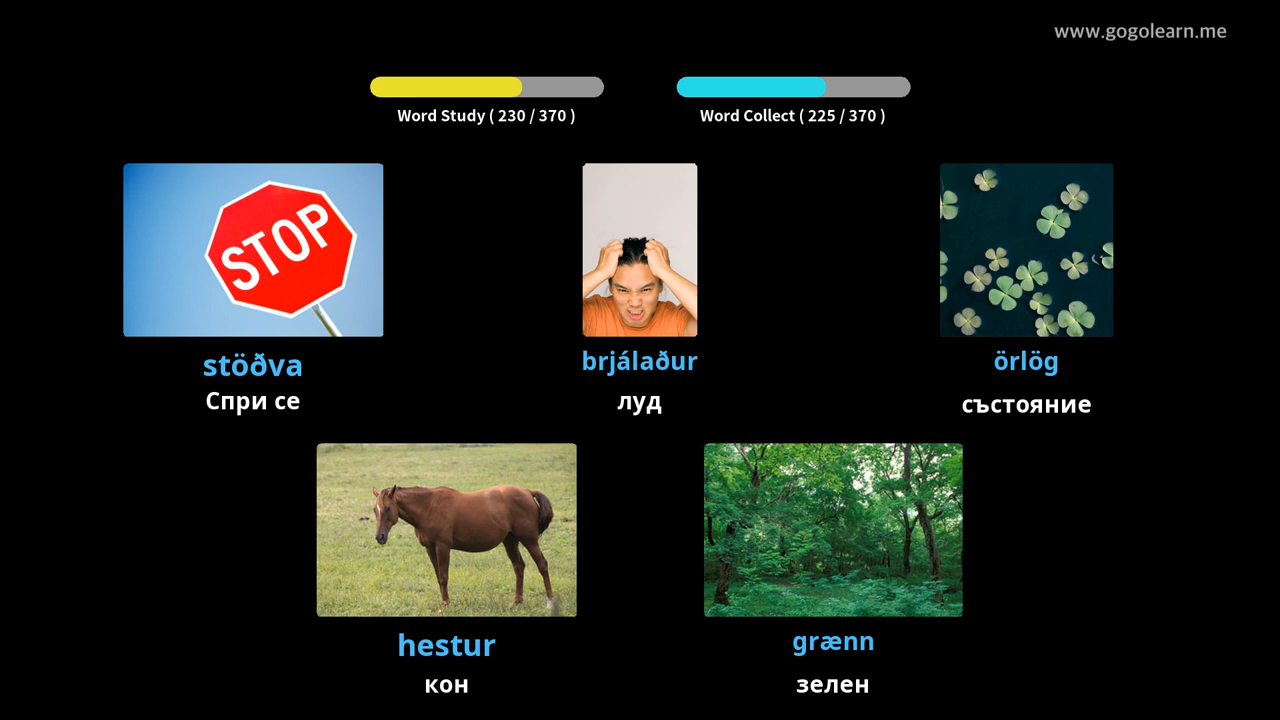 www.gogolearn.me
Word Study ( 230 / 370 )
Word Collect ( 225 / 370 )
STOP
stöðva
Спри се
brjálaður
луд
örlög
състояние
hestur
кон
grænn
зелен